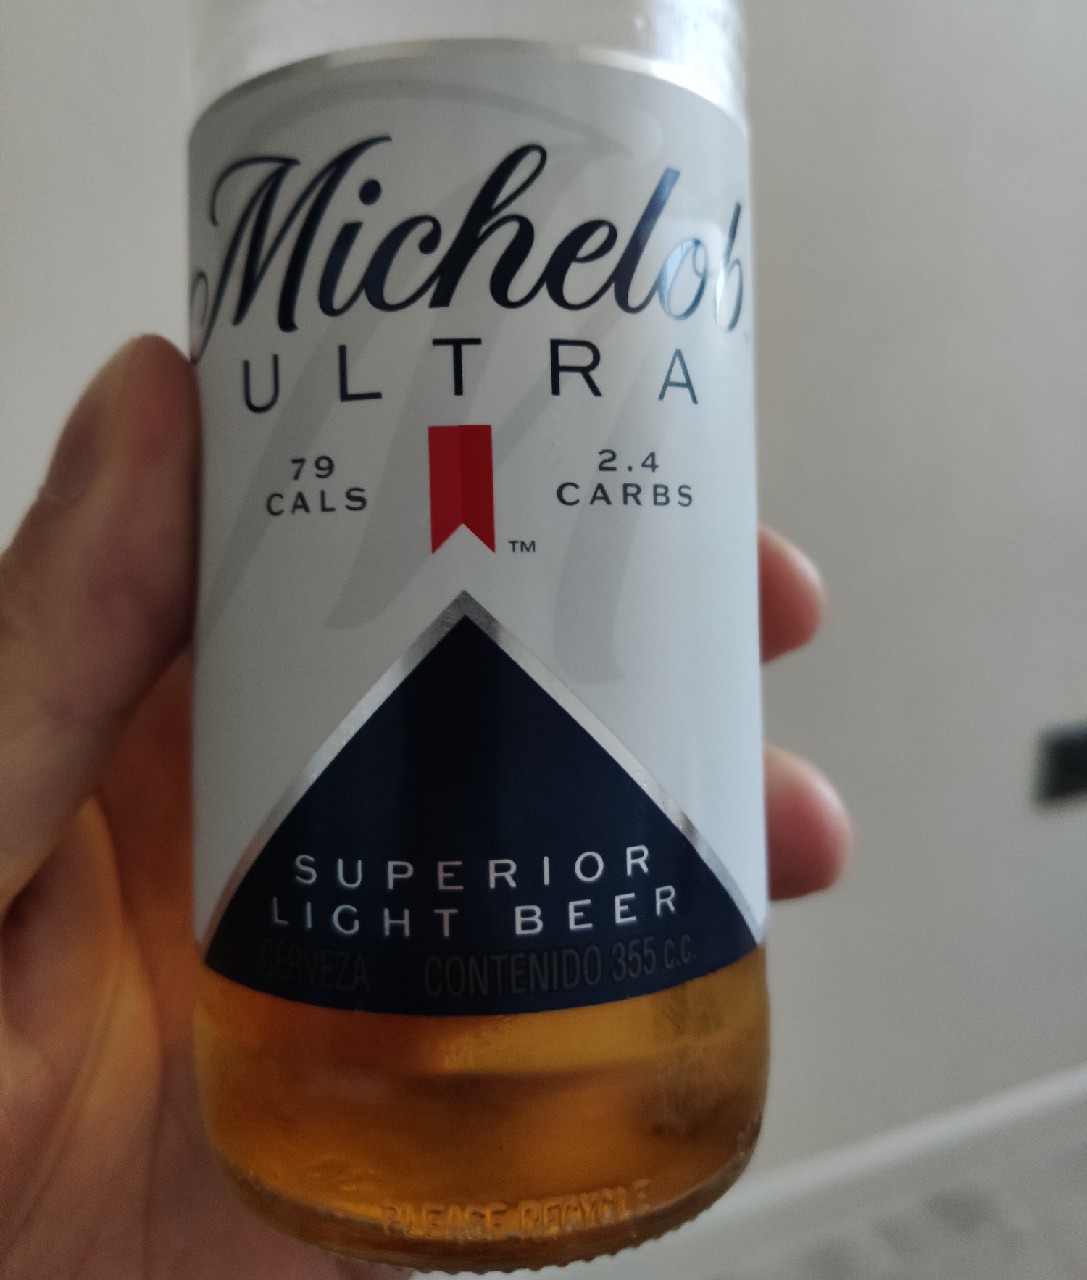 Michelob
ULTRA
79
CALS
2.4
CARBS
TM
SUPERIOR
LIGHT BEER
CERVEZA CONTENIDO 355 c.c.
PLEASE RECYCLE